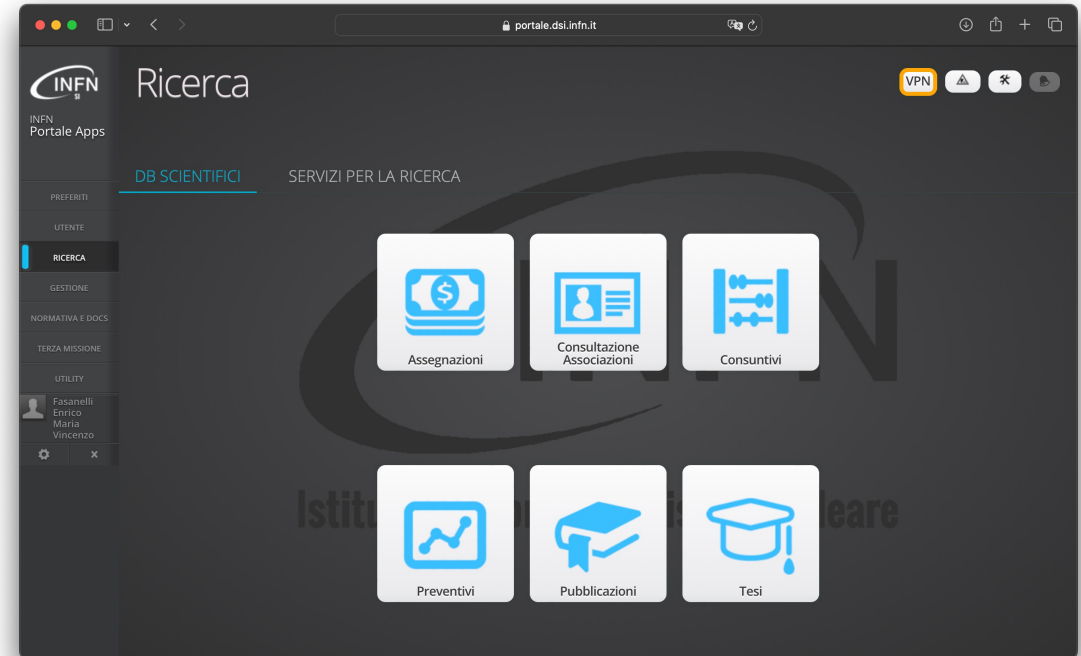 portale.dsi.infn.it
INFN
SI
INFN
Portale Apps
Ricerca
VPN
DB SCIENTIFICI
SERVIZI PER LA RICERCA
PREFERITI
UTENTE
RICERCA
GESTIONE
NORMATIVA E DOCS
TERZA MISSIONE
UTILITY
Fasanelli
Enrico
Maria
Vincenzo
Assegnazioni
Consultazione
Associazioni
Consuntivi
Preventivi
Pubblicazioni
Tesi